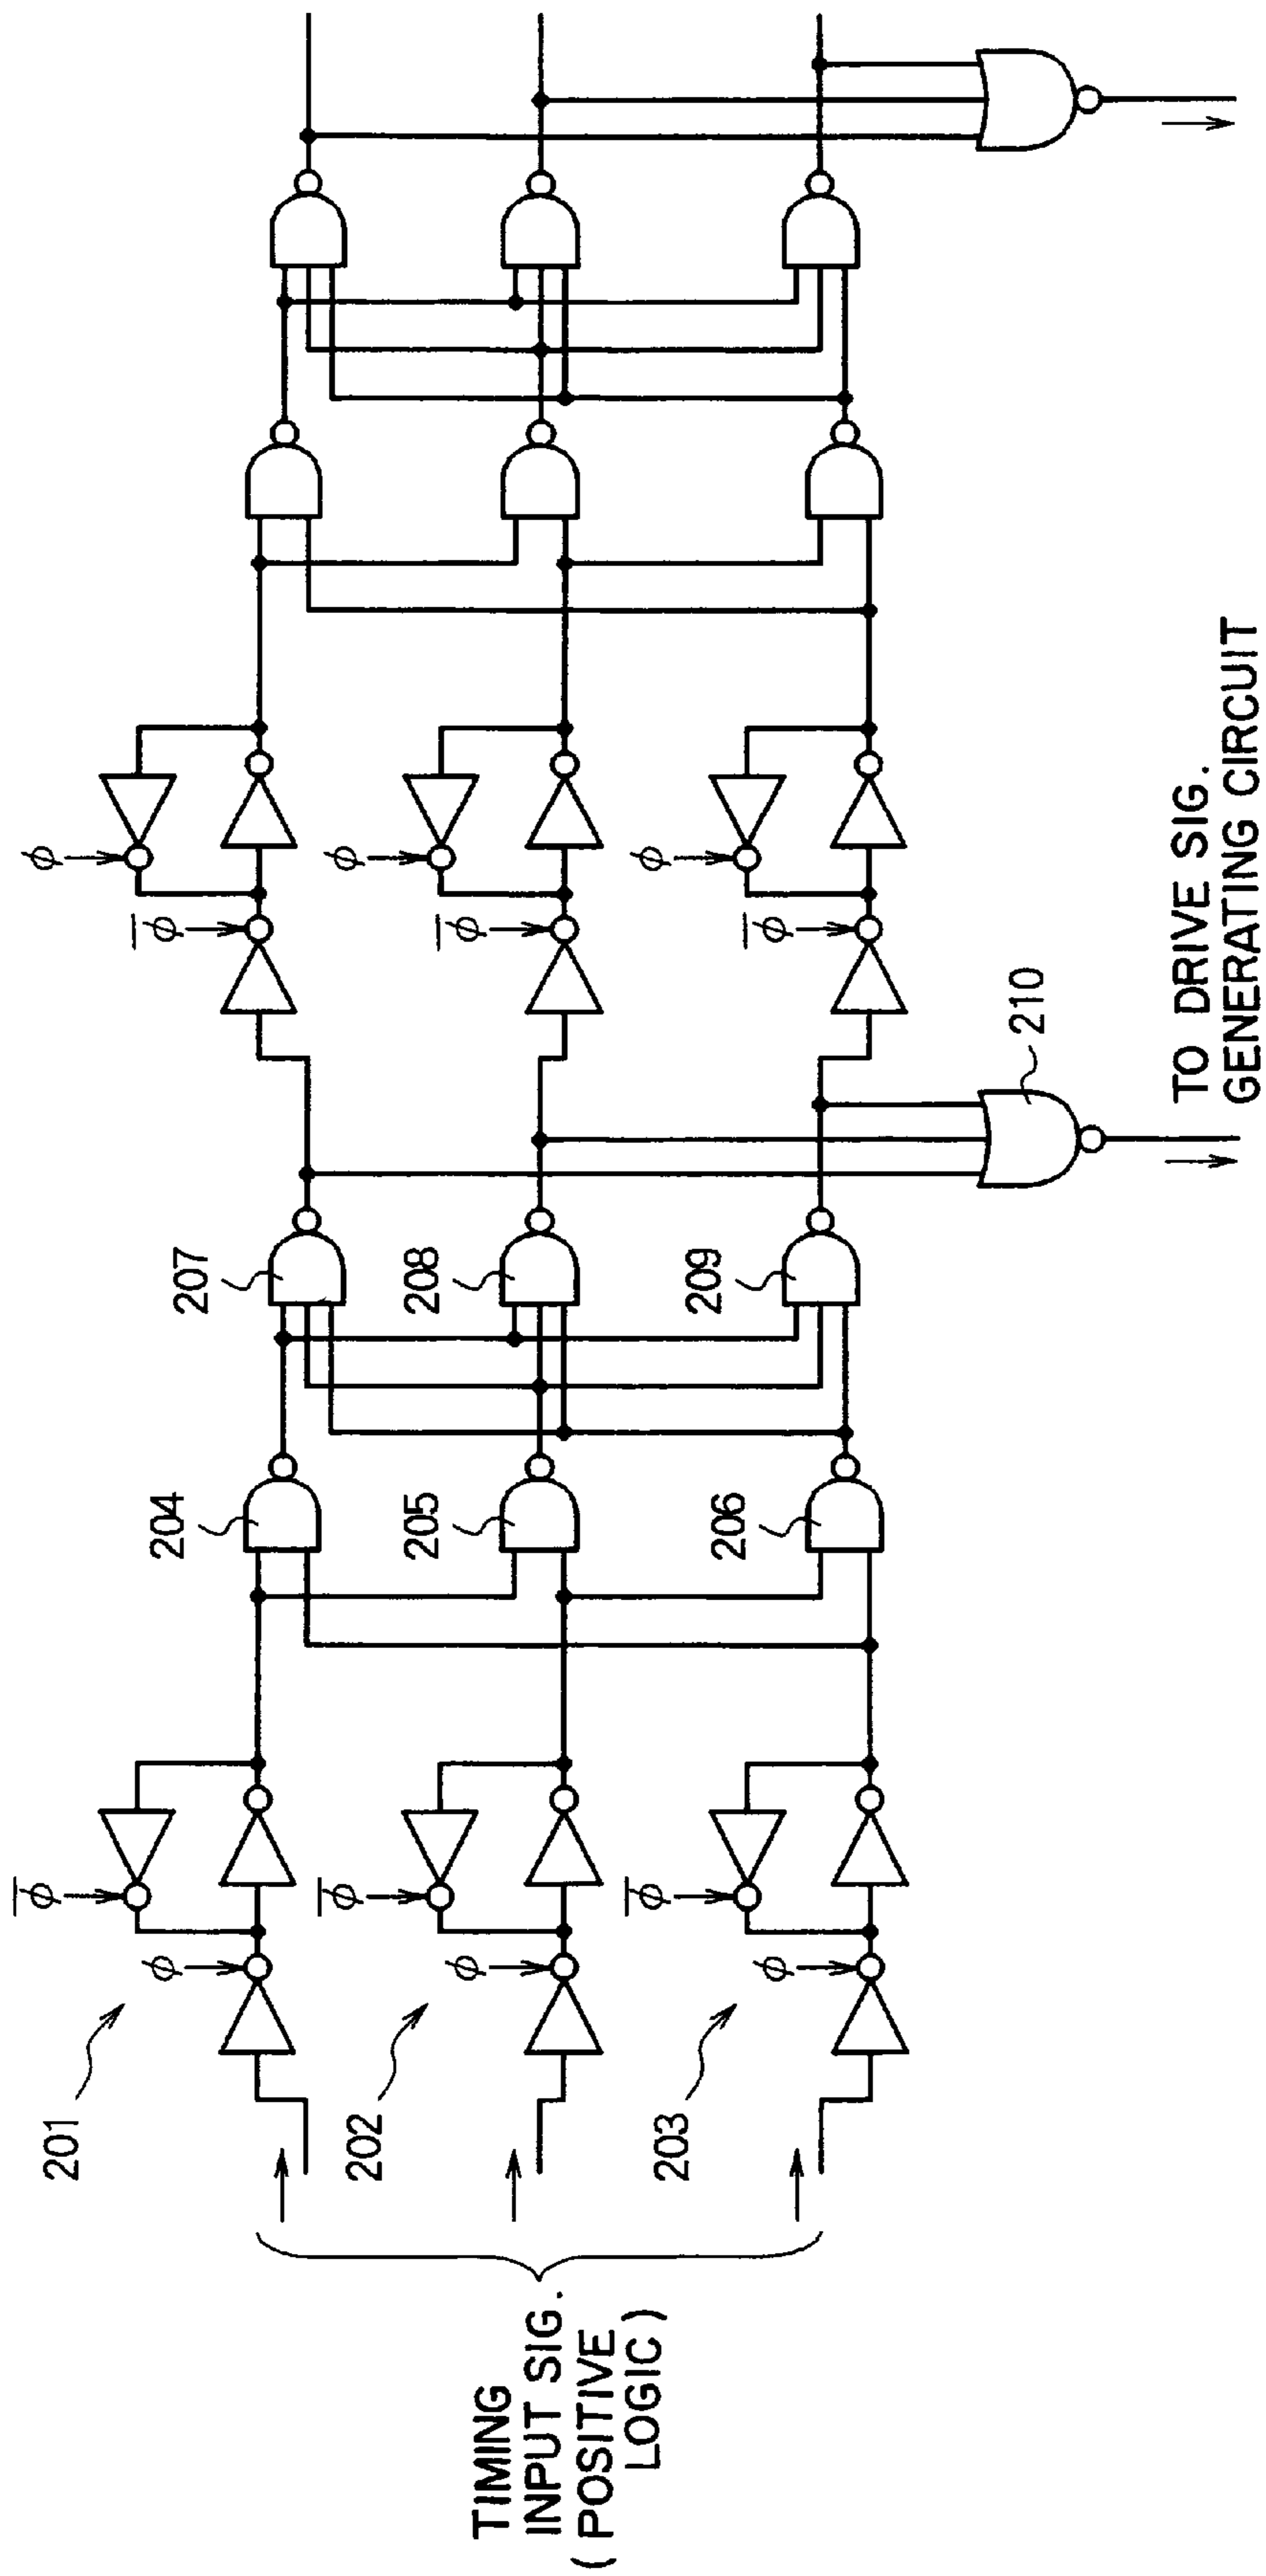 201
202
203
φ̅
φ
φ̅
φ
φ̅
φ
204
205
206
207
208
209
210
φ̅
φ
φ̅
φ
φ̅
φ
TIMING
INPUT SIG.
( POSITIVE
LOGIC )
TO DRIVE SIG.
GENERATING CIRCUIT